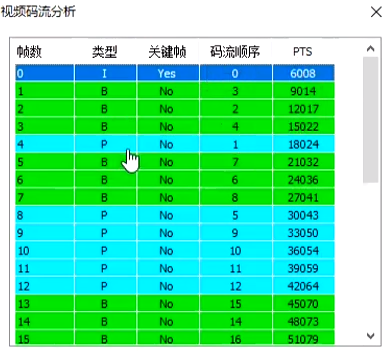 视频码流分析
帧数 类型 关键帧 码流顺序 PTS
0 I Yes 0 6008
1 B No 3 9014
2 B No 2 12017
3 B No 4 15022
4 P No 1 18024
5 B No 7 21032
6 B No 6 24036
7 B No 8 27041
8 P No 5 30043
9 P No 9 33050
10 P No 10 36054
11 P No 11 39059
12 P No 12 42064
13 B No 15 45070
14 B No 14 48073
15 B No 16 51079